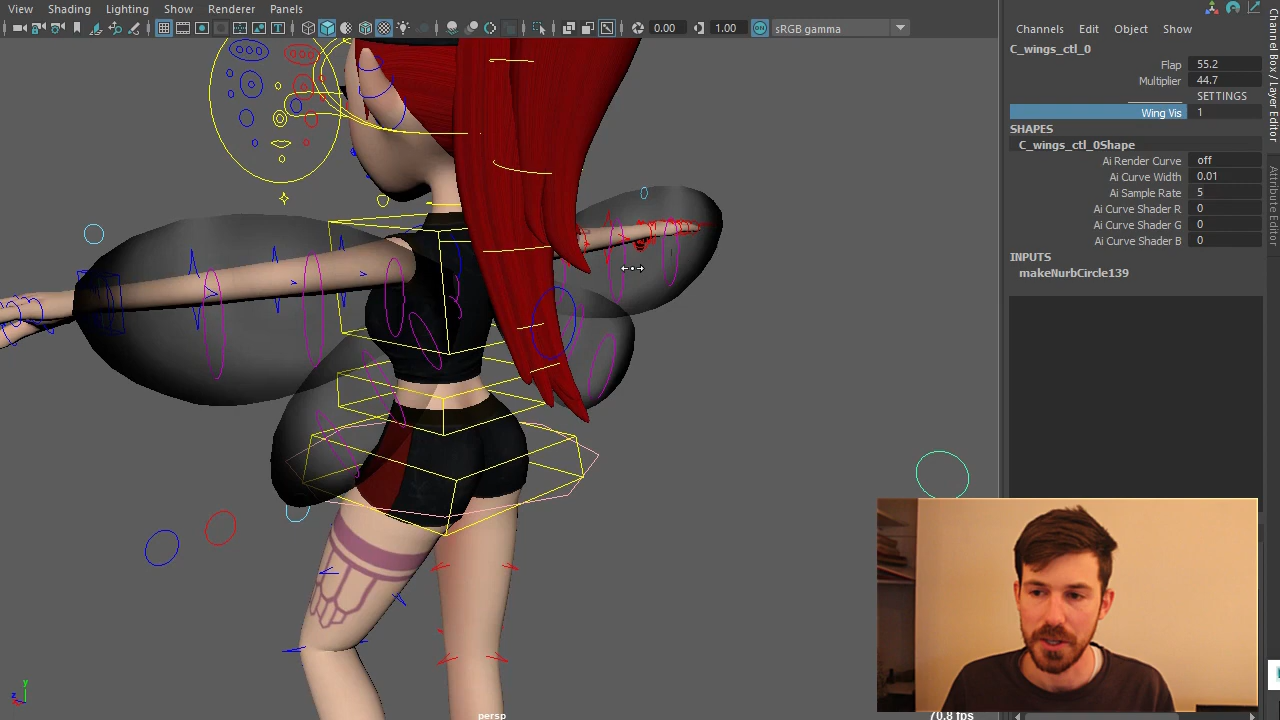 View Shading Lighting Show Renderer Panels
0.00 1.00 sRGB gamma
Channels Edit Object Show
C_wings_ctl_0
Flap 55.2
Multiplier 44.7
SETTINGS
Wing Vis 1
SHAPES
C_wings_ctl_0Shape
Ai Render Curve off
Ai Curve Width 0.01
Ai Sample Rate 5
Ai Curve Shader R 0
Ai Curve Shader G 0
Ai Curve Shader B 0
INPUTS
makeNurbCircle139
Channel Box / Layer Editor
Attribute Editor
y
z
persp
70.8 fps